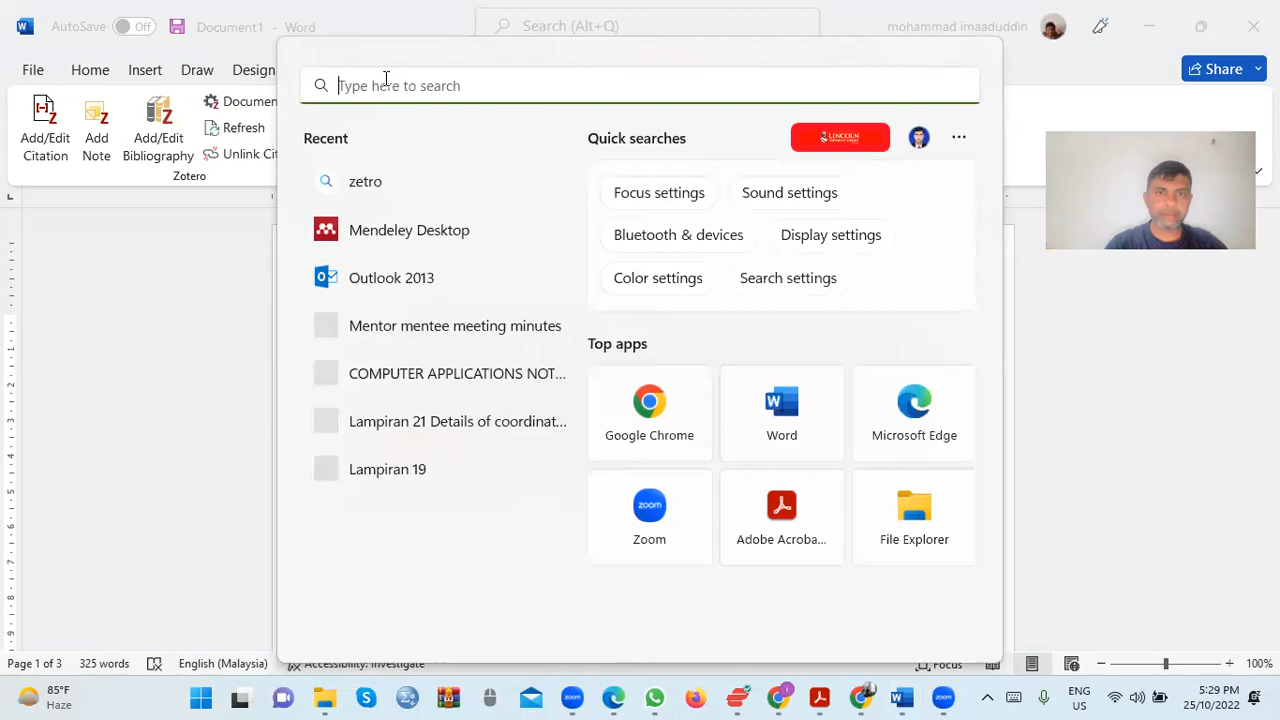 AutoSave Off Document1 - Word
Search (Alt+Q)
mohammad imaaduddin
File Home Insert Draw Design
Share
Type here to search
Add/Edit Citation
Add Note
Add/Edit Bibliography
Documen
Refresh
Unlink Cit
Zotero
Recent
zetro
Mendeley Desktop
Outlook 2013
Mentor mentee meeting minutes
COMPUTER APPLICATIONS NOT...
Lampiran 21 Details of coordinat...
Lampiran 19
Quick searches
LINCOLN
Focus settings
Sound settings
Bluetooth & devices
Display settings
Color settings
Search settings
Top apps
Google Chrome
Word
Microsoft Edge
zoom
Zoom
Adobe Acroba...
File Explorer
Page 1 of 3 325 words English (Malaysia) Accessibility: Investigate Focus 100%
85°F
Haze
ENG
UC
5:29 PM
25/10/2022